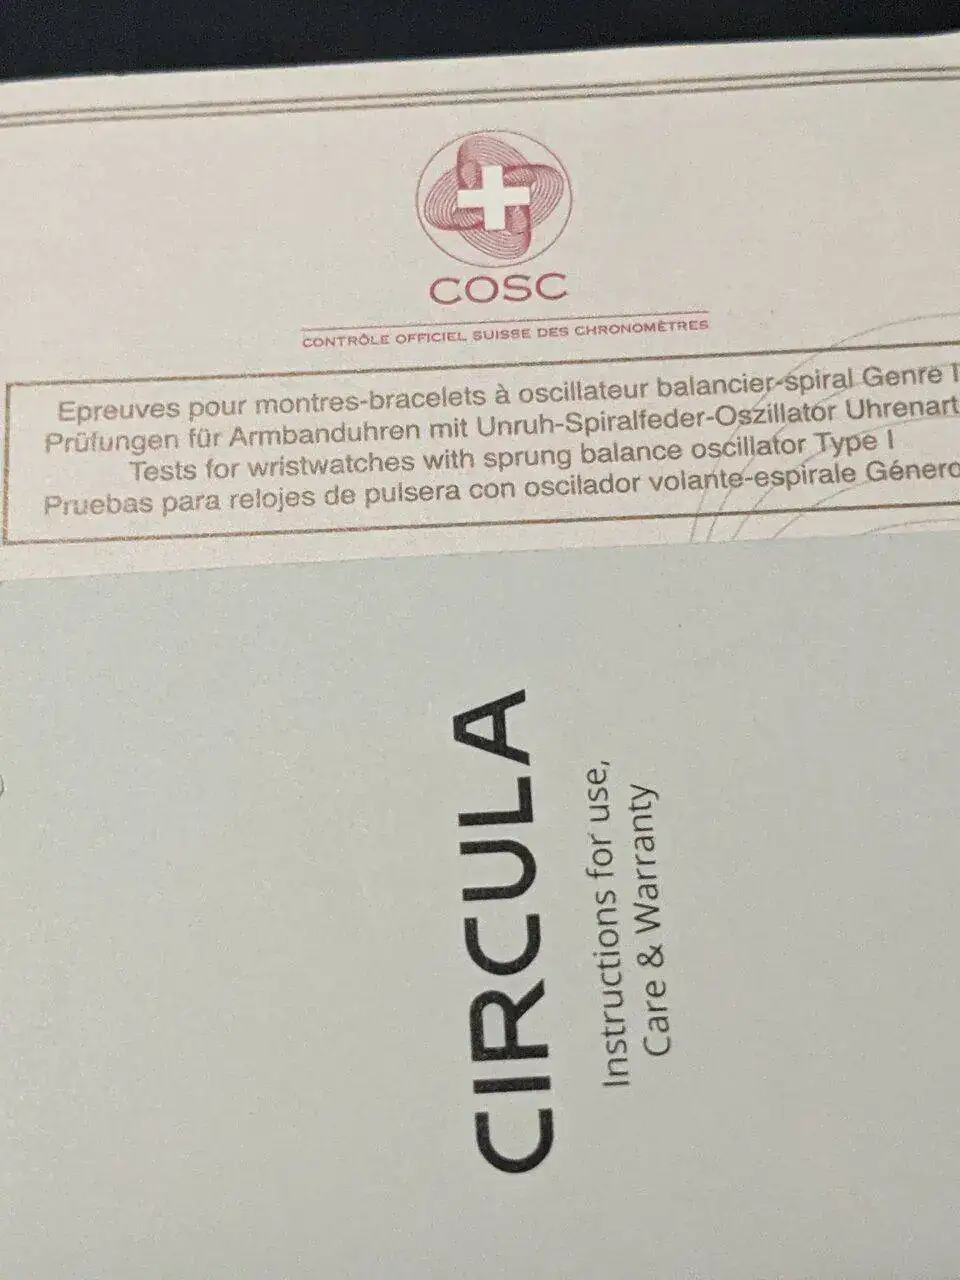 COSC
CONTRÔLE OFFICIEL SUISSE DES CHRONOMÈTRES
Epreuves pour montres-bracelets à oscillateur balancier-spiral Genre I
Prüfungen für Armbanduhren mit Unruh-Spiralfeder-Oszillator Uhrenart
Tests for wristwatches with sprung balance oscillator Type I
Pruebas para relojes de pulsera con oscilador volante-espirale Género
CIRCULA
Instructions for use,
Care & Warranty